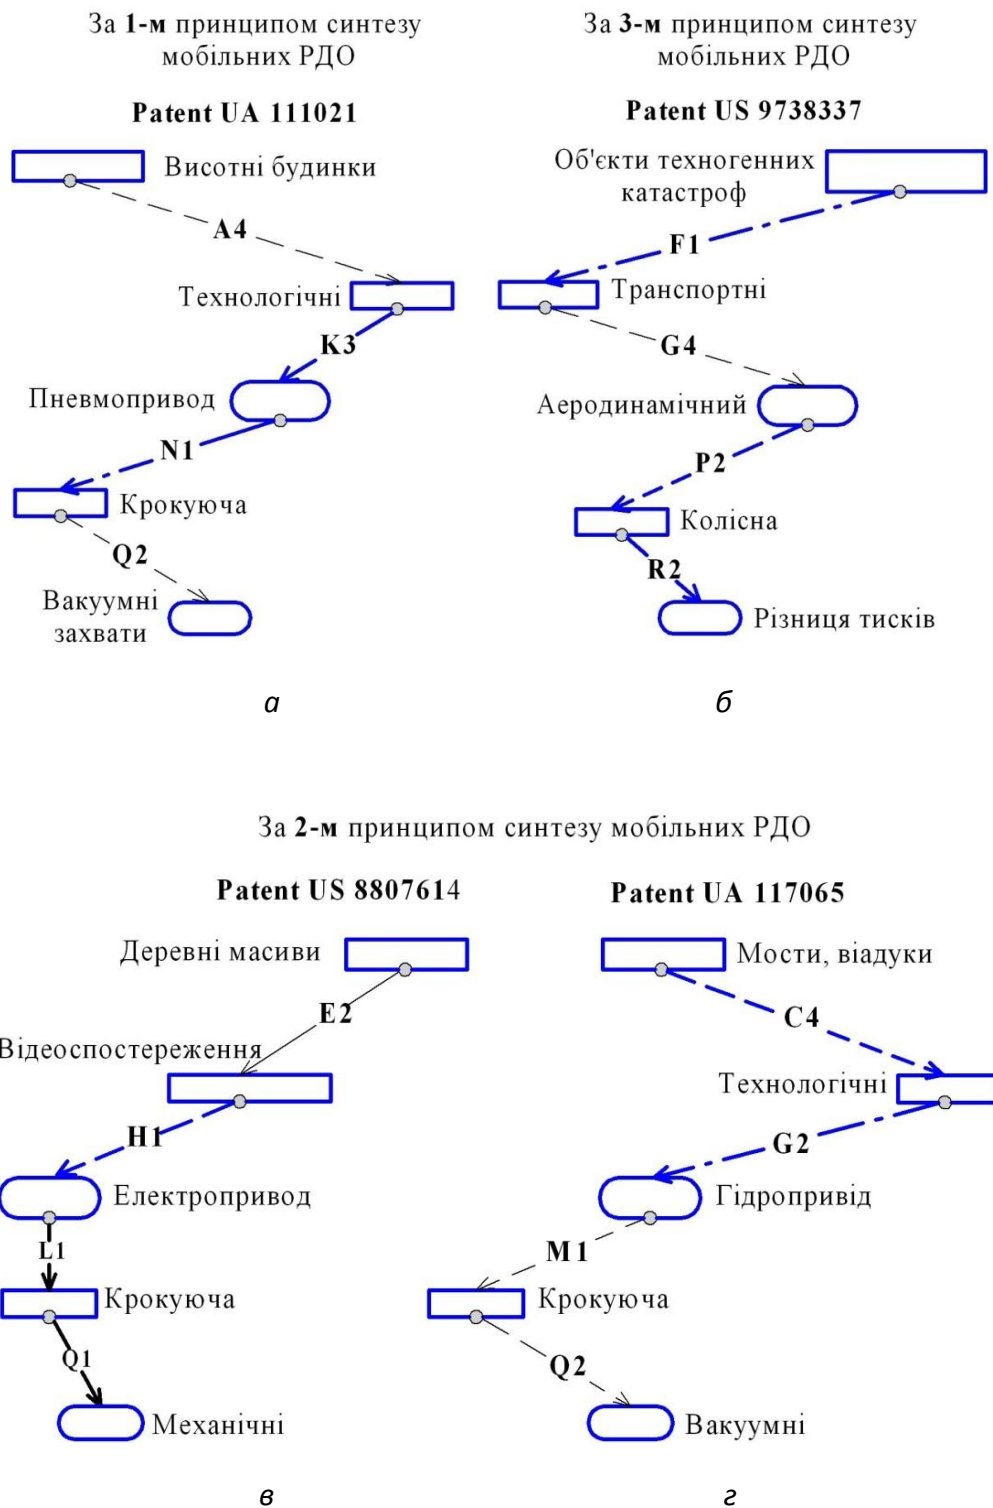 За 1-м принципом синтезу
мобільних РДО
Patent UA 111021
Висотні будинки
A4
Технологічні
K3
Пневмопривод
N1
Крокуюча
Q2
Вакуумні
захвати
а
За 3-м принципом синтезу
мобільних РДО
Patent US 9738337
Об'єкти техногенних
катастроф
F1
Транспортні
G4
Аеродинамічний
P2
Колісна
R2
Різниця тисків
б
За 2-м принципом синтезу мобільних РДО
Patent US 8807614
Деревні масиви
E2
Відеоспостереження
H1
Електропривод
L1
Крокуюча
Q1
Механічні
в
Patent UA 117065
Мости, віадуки
C4
Технологічні
G2
Гідропривід
M1
Крокуюча
Q2
Вакуумні
г